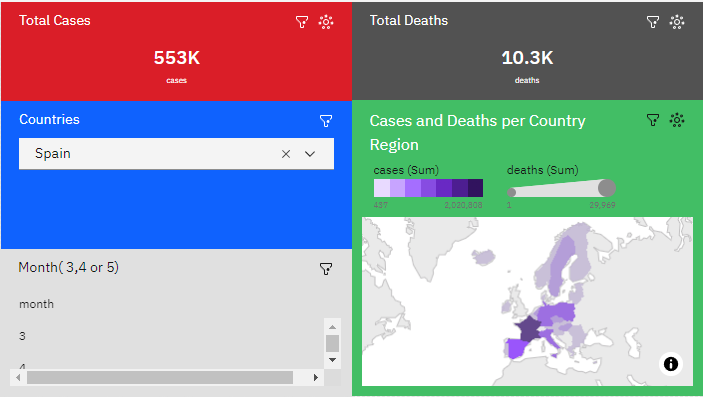 Total Cases
553K
cases
Total Deaths
10.3K
deaths
Countries
Spain
Month( 3,4 or 5)
month
3
4
Cases and Deaths per Country
Region
cases (Sum)
437 2,020,808
deaths (Sum)
1 29,969